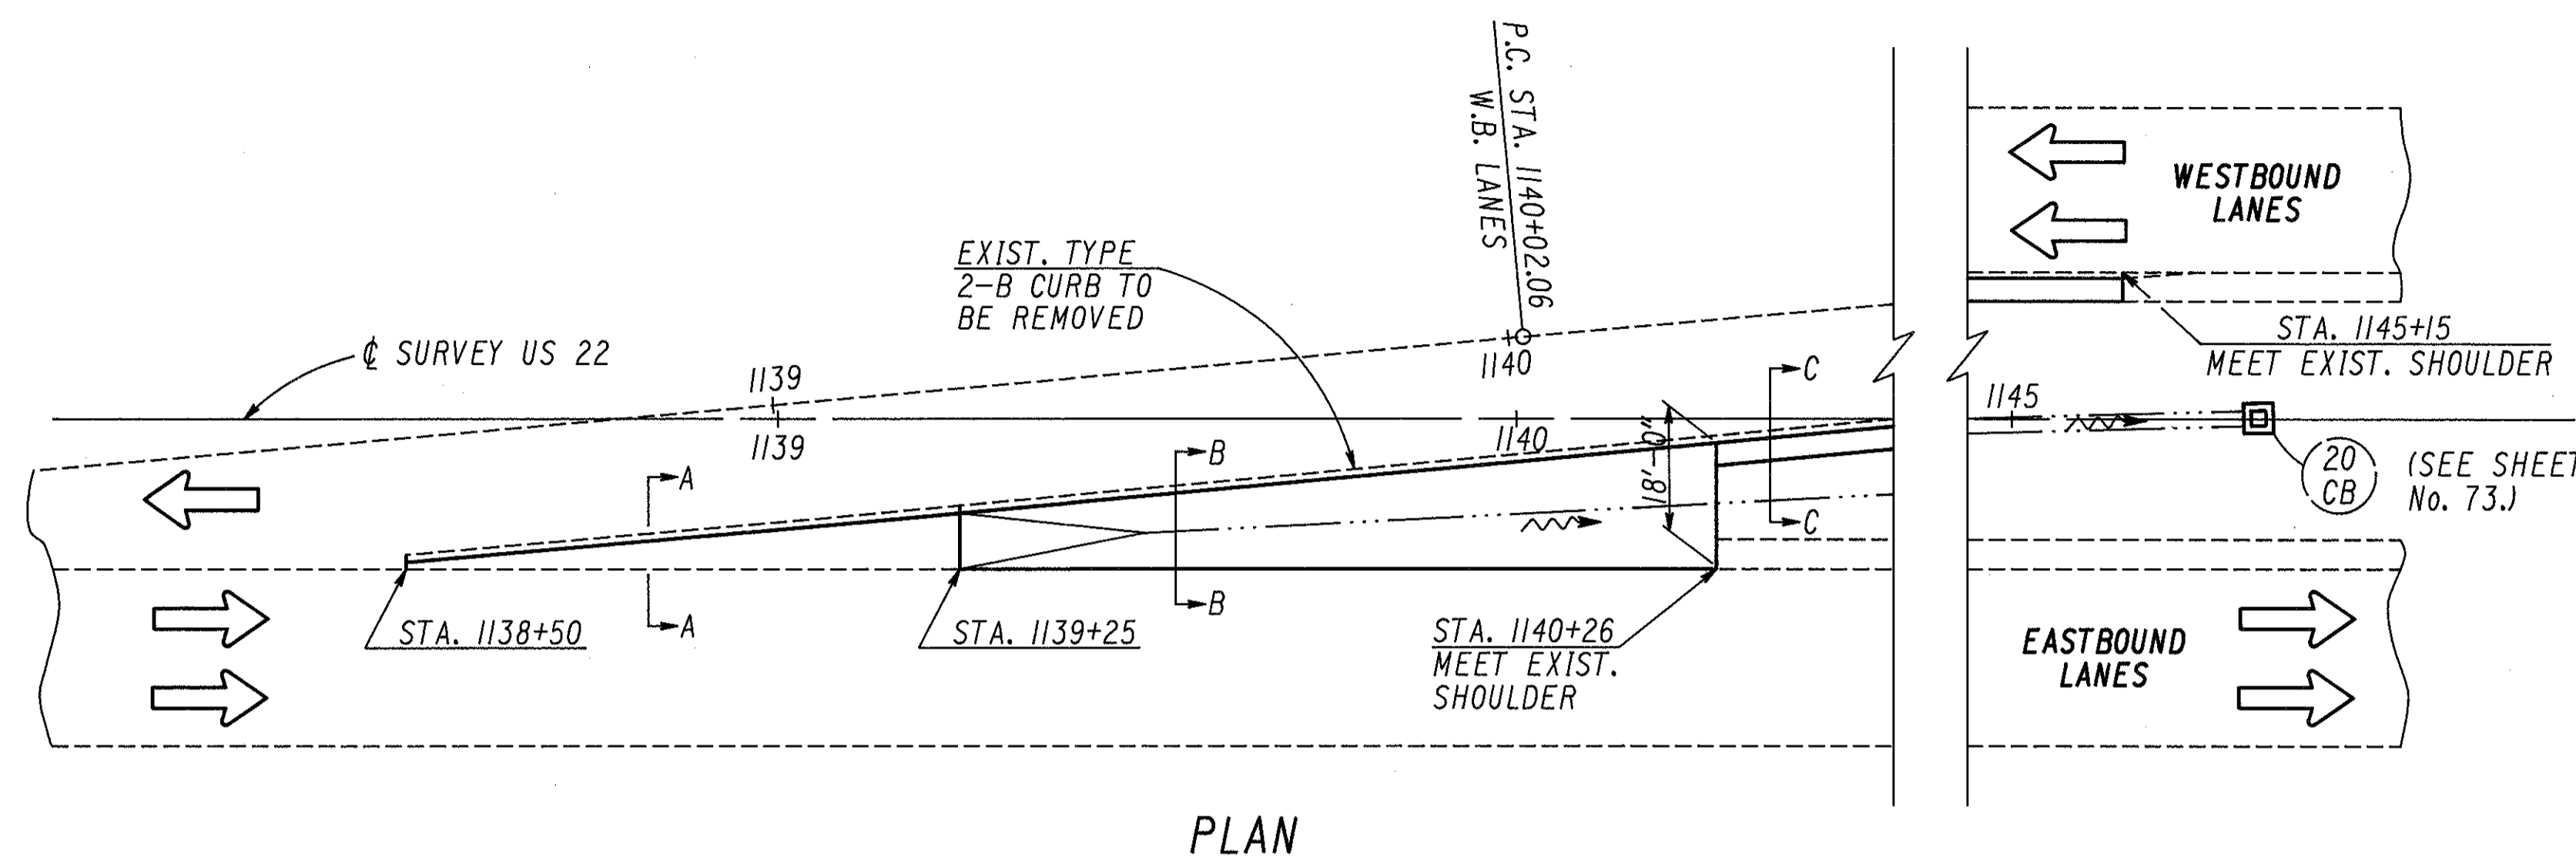 P.C. STA. 1140+02.06
W.B. LANES
WESTBOUND
LANES
EXIST. TYPE
2-B CURB TO
BE REMOVED
℄ SURVEY US 22
1139
1140
STA. 1145+15
MEET EXIST. SHOULDER
C
1145
1139
1140
18'-0"
A
B
20
CB
(SEE SHEET
No. 73.)
C
B
A
STA. 1138+50
STA. 1139+25
STA. 1140+26
MEET EXIST.
SHOULDER
EASTBOUND
LANES
PLAN